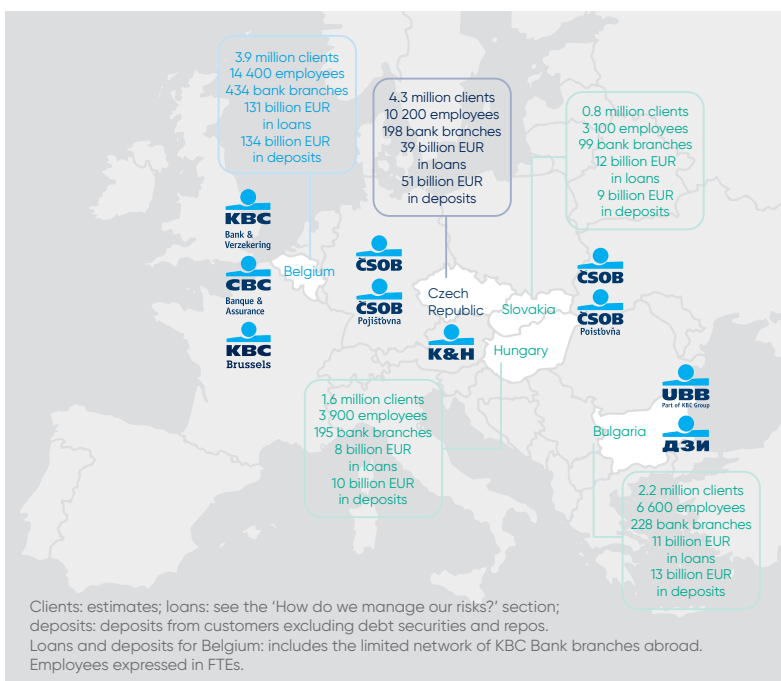 3.9 million clients
14 400 employees
434 bank branches
131 billion EUR
in loans
134 billion EUR
in deposits
4.3 million clients
10 200 employees
198 bank branches
39 billion EUR
in loans
51 billion EUR
in deposits
0.8 million clients
3 100 employees
99 bank branches
12 billion EUR
in loans
9 billion EUR
in deposits
KBC
Bank &
Verzekering
CBC
Banque &
Assurance
KBC
Brussels
Belgium
ČSOB
ČSOB
Pojišťovna
Czech
Republic
K&H
Slovakia
Hungary
ČSOB
ČSOB
Poisťovňa
1.6 million clients
3 900 employees
195 bank branches
8 billion EUR
in loans
10 billion EUR
in deposits
UBB
Part of KBC Group
Bulgaria
ДЗИ
2.2 million clients
6 600 employees
228 bank branches
11 billion EUR
in loans
13 billion EUR
in deposits
Clients: estimates; loans: see the ‘How do we manage our risks?’ section;
deposits: deposits from customers excluding debt securities and repos.
Loans and deposits for Belgium: includes the limited network of KBC Bank branches abroad.
Employees expressed in FTEs.